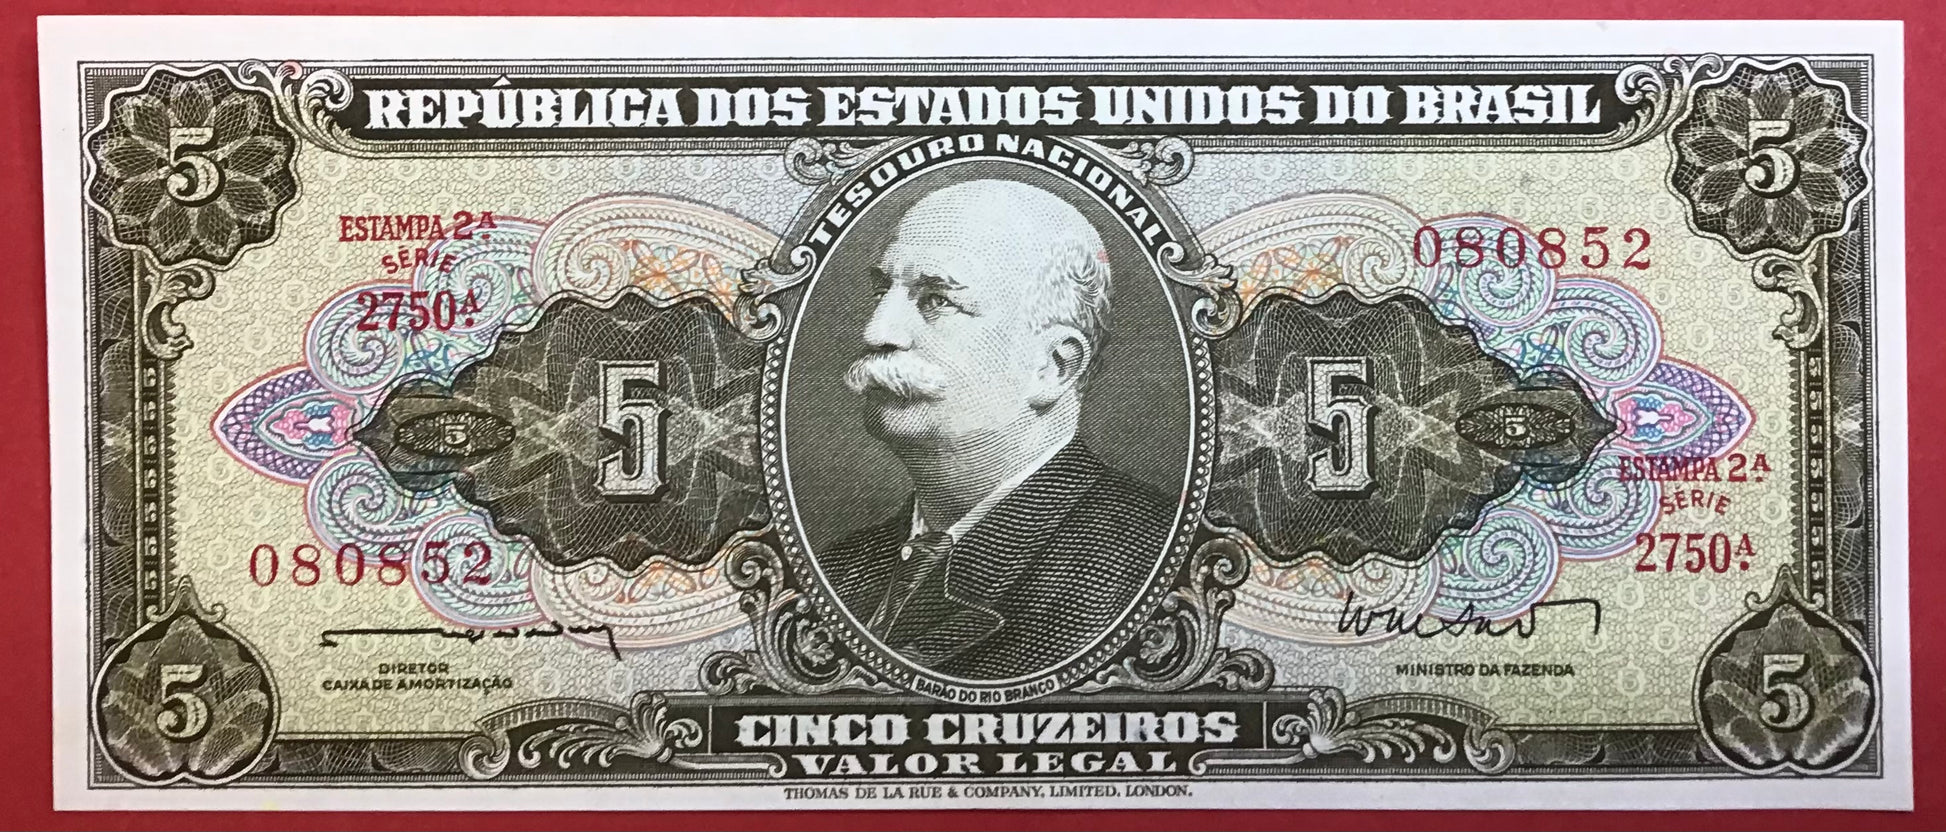 5 REPÚBLICA DOS ESTADOS UNIDOS DO BRASIL 5
TESOURO NACIONAL
ESTAMPA 2A
SÉRIE
2750A.
080852
5 5
5 5
ESTAMPA 2A
SÉRIE
2750A.
080852
DIRETOR
CAIXA DE AMORTIZAÇÃO
MINISTRO DA FAZENDA
BARÃO DO RIO BRANCO
5 CINCO CRUZEIROS 5
VALOR LEGAL
THOMAS DE LA RUE & COMPANY, LIMITED, LONDON.